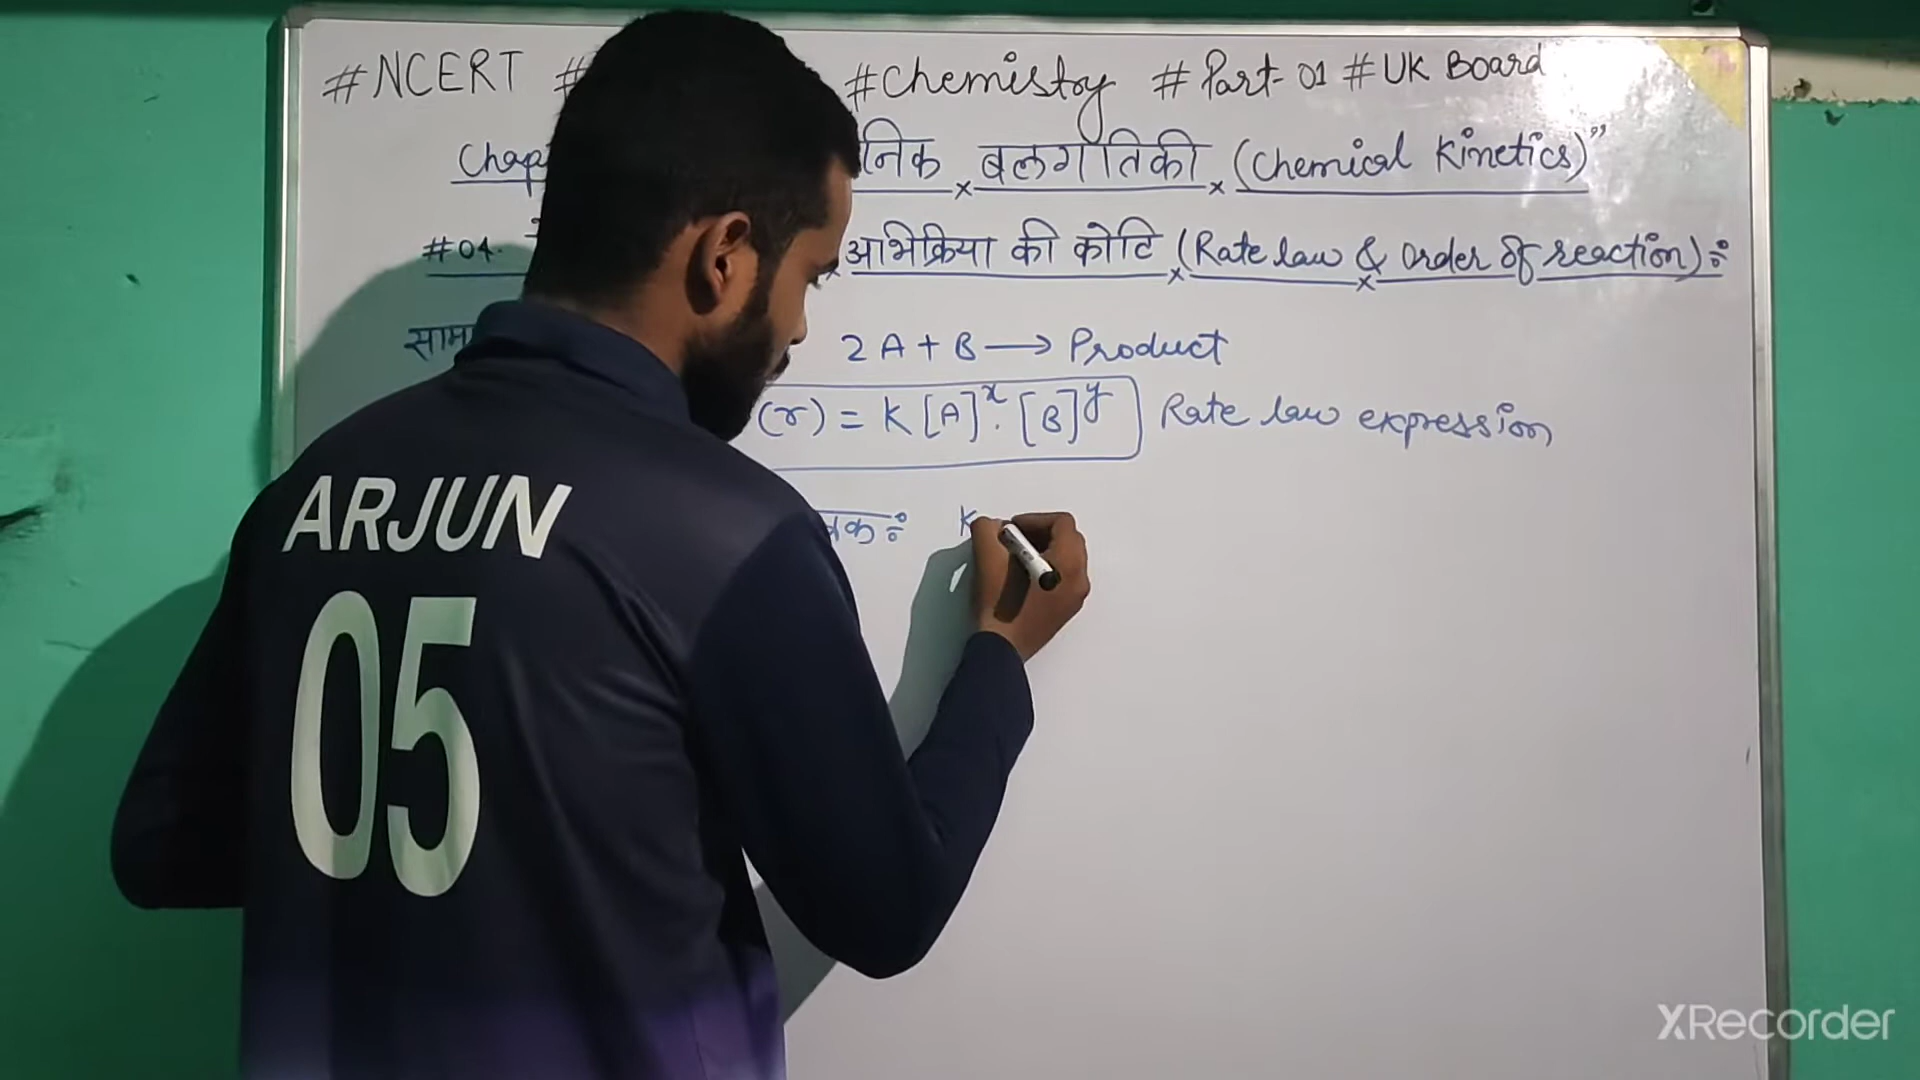 #NCERT # #Chemistry #Part-01 #UK Board
(Chemical Kinetics)”
बलगतिकी
#04. अभिक्रिया की कोटि (Rate law & Order of reaction):
2A + B ⟶ Product
(r) = K[A]^x . [B]^y Rate law expression
K
ARJUN
05
XRecorder